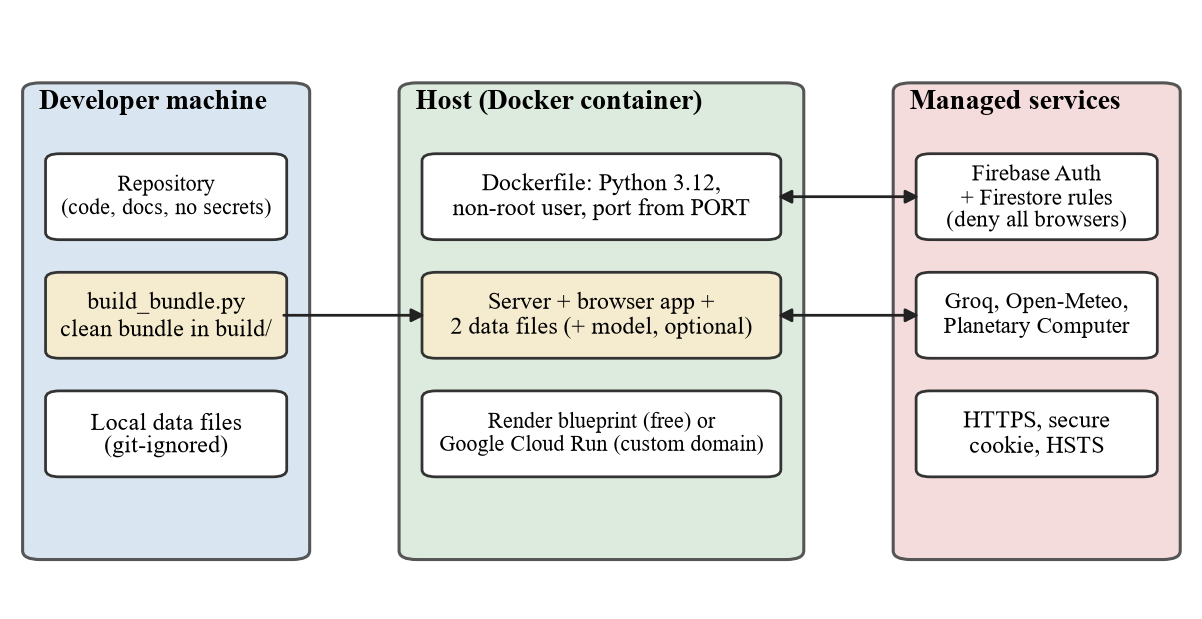 Developer machine
Repository
(code, docs, no secrets)
build_bundle.py
clean bundle in build/
Local data files
(git-ignored)
Host (Docker container)
Dockerfile: Python 3.12,
non-root user, port from PORT
Server + browser app +
2 data files (+ model, optional)
Render blueprint (free) or
Google Cloud Run (custom domain)
Managed services
Firebase Auth
+ Firestore rules
(deny all browsers)
Groq, Open-Meteo,
Planetary Computer
HTTPS, secure
cookie, HSTS